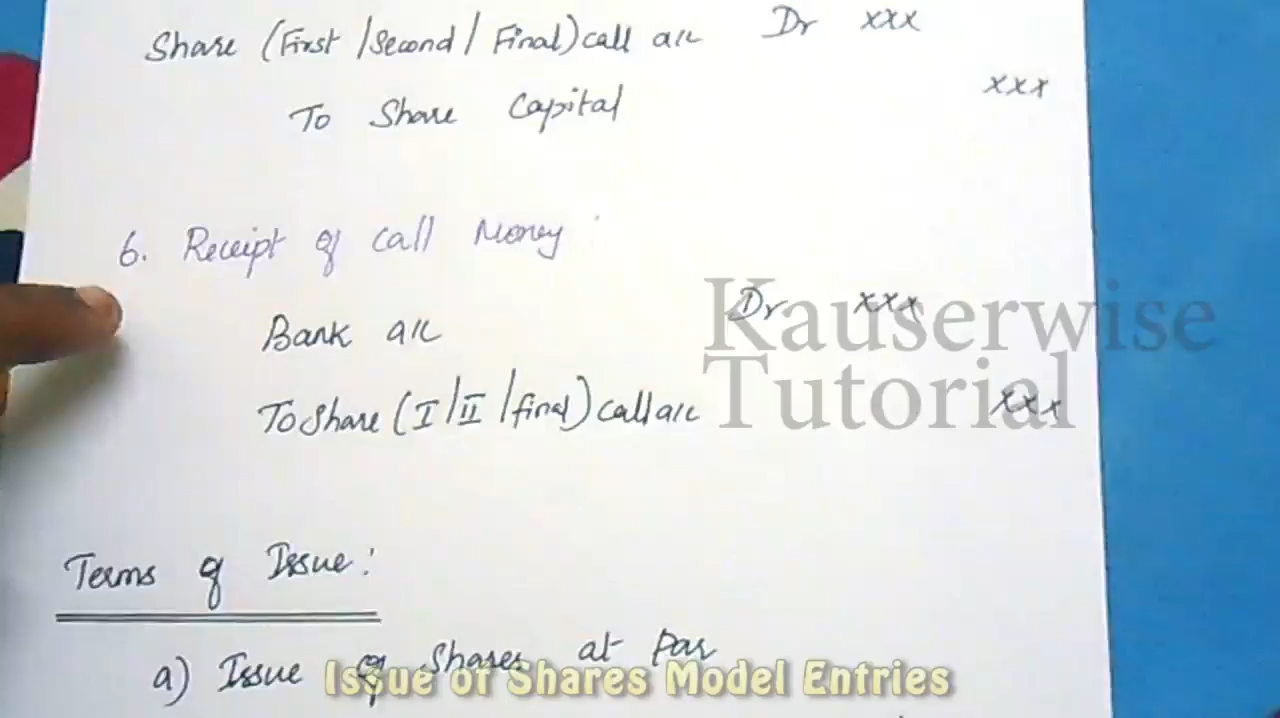 Share (First / Second / Final) call a/c Dr xxx
To Share Capital xxx
6. Receipt of call Money:
Bank a/c Dr xxx
To Share (I / II / final) call a/c xxx
Kauserwise
Tutorial
Terms of Issue:
a) Issue of Shares at Par
Issue of Shares Model Entries